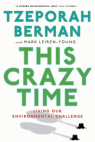 TZEPORAH
BERMAN
WITH MARK LEIREN-YOUNG
THIS
CRAZY
TIME
LIVING OUR
ENVIRONMENTAL CHALLENGE